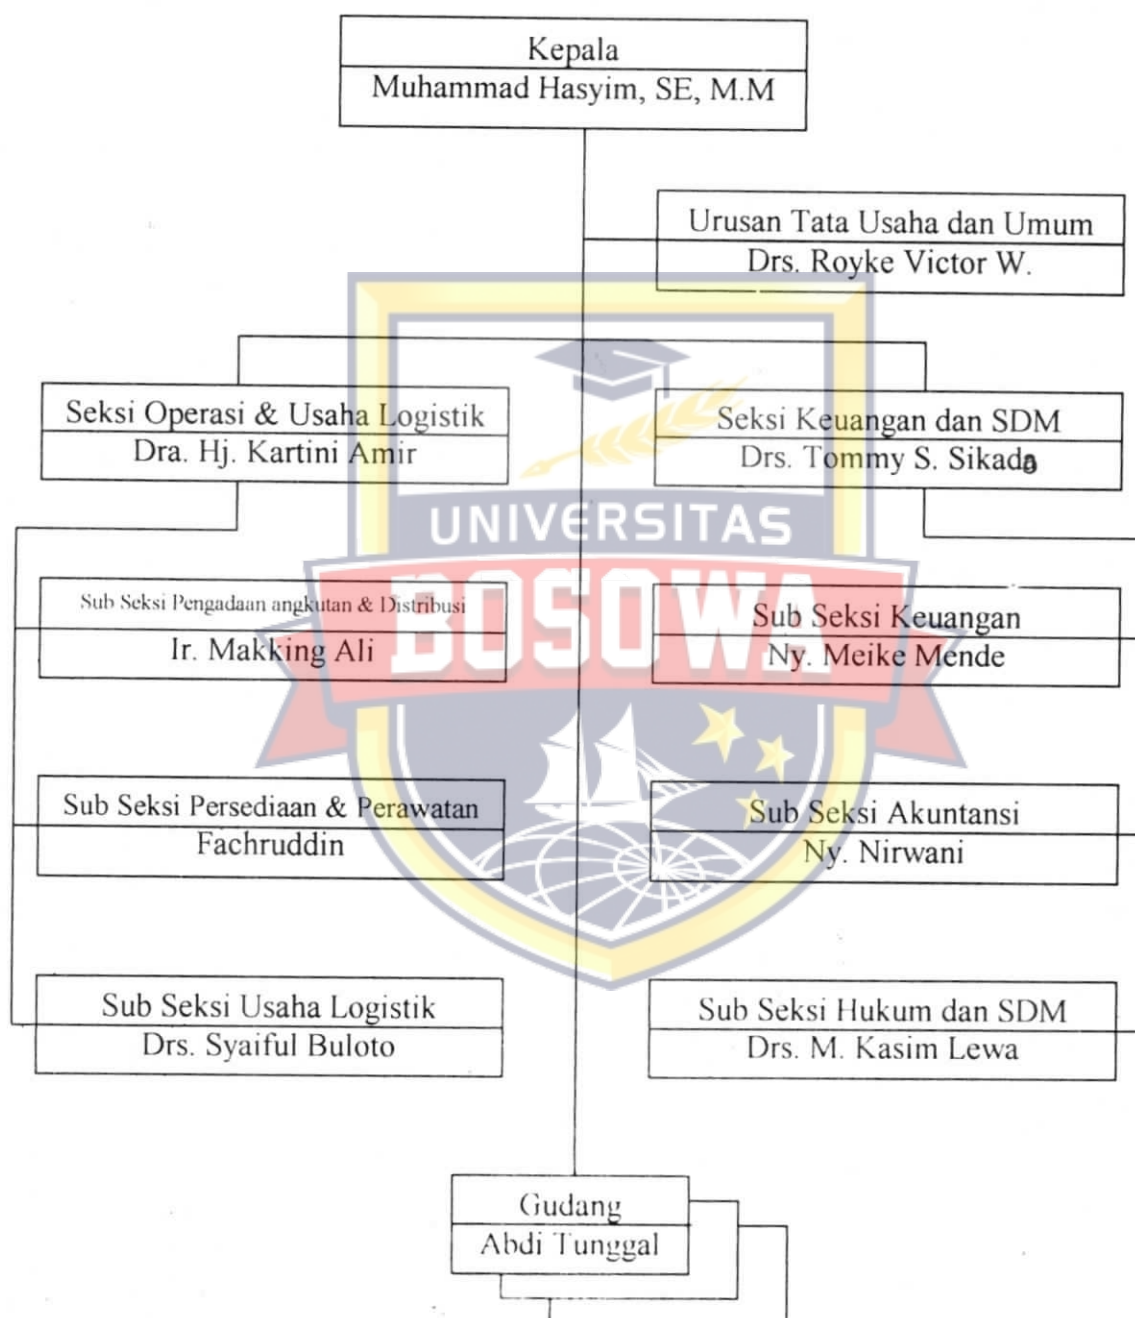 Kepala
Muhammad Hasyim, SE, M.M
Urusan Tata Usaha dan Umum
Drs. Royke Victor W.
Seksi Operasi & Usaha Logistik
Dra. Hj. Kartini Amir
Seksi Keuangan dan SDM
Drs. Tommy S. Sikada
UNIVERSITAS
BOSOWA
Sub Seksi Pengadaan angkutan & Distribusi
Ir. Makking Ali
Sub Seksi Keuangan
Ny. Meike Mende
Sub Seksi Persediaan & Perawatan
Fachruddin
Sub Seksi Akuntansi
Ny. Nirwani
Sub Seksi Usaha Logistik
Drs. Syaiful Buloto
Sub Seksi Hukum dan SDM
Drs. M. Kasim Lewa
Gudang
Abdi Tunggal